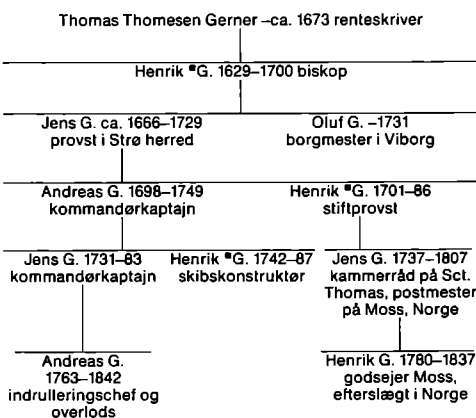 Thomas Thomesen Gerner –ca. 1673 renteskriver
Henrik *G. 1629–1700 biskop
Jens G. ca. 1666–1729
provst i Strø herred
Oluf G. –1731
borgmester i Viborg
Andreas G. 1698–1749
kommandørkaptajn
Henrik *G. 1701–86
stiftprovst
Jens G. 1731–83
kommandørkaptajn
Henrik *G. 1742–87
skibskonstruktør
Jens G. 1737–1807
kammerråd på Sct.
Thomas, postmester
på Moss, Norge
Andreas G.
1763–1842
indrulleringschef og
overlods
Henrik G. 1780–1837
godsejer Moss,
efterslægt i Norge